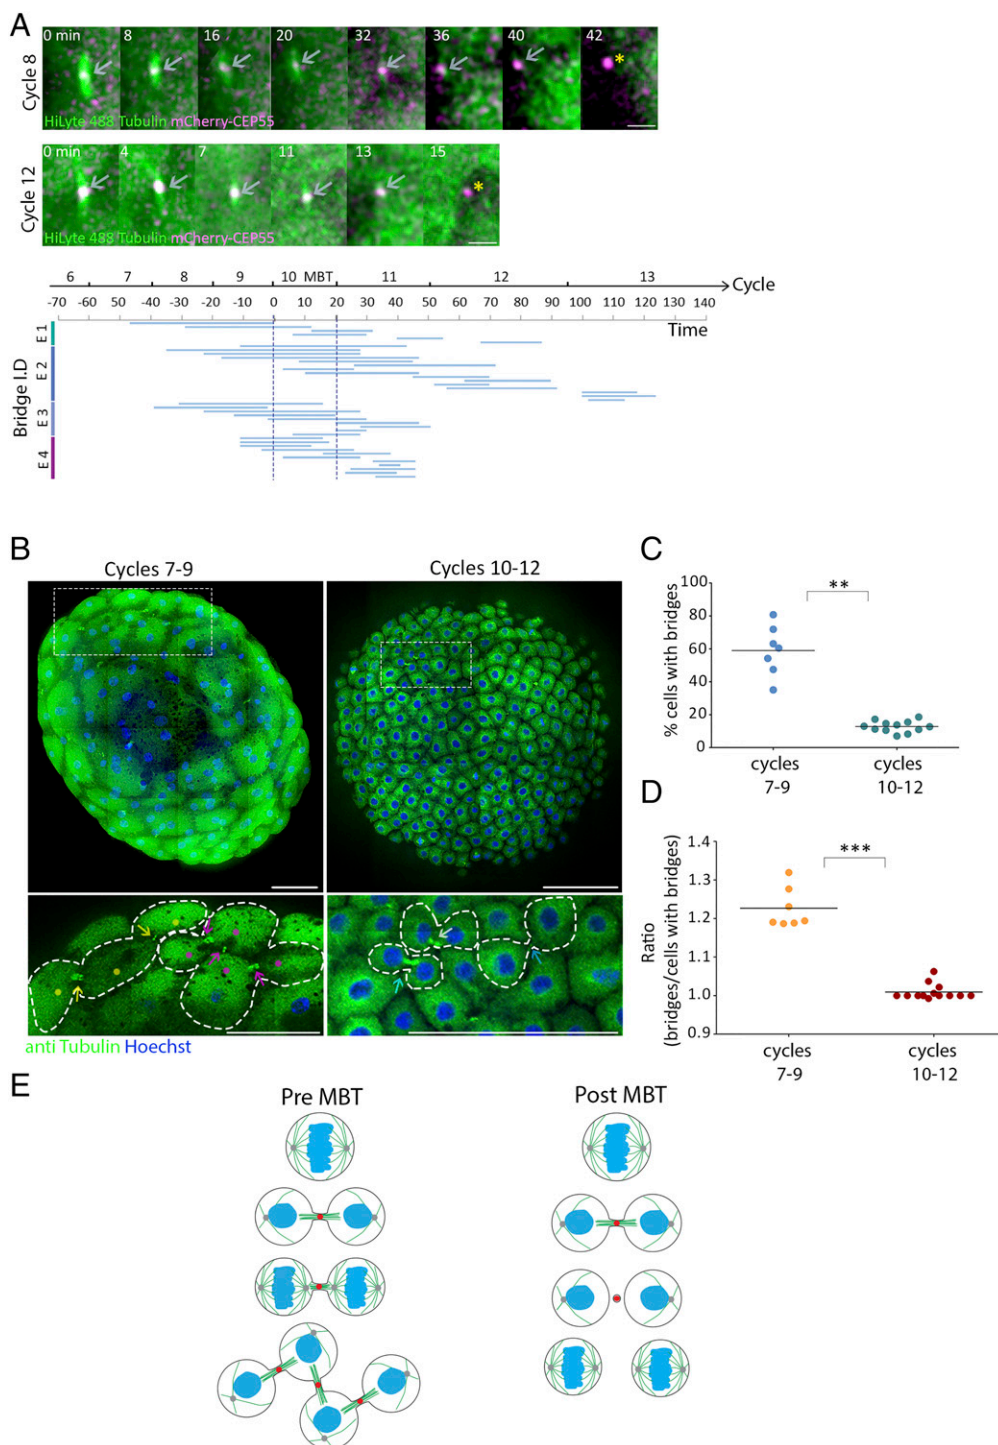 A
Cycle 8
0 min 8 16 20 32 36 40 42
*
HiLyte 488 Tubulin mCherry-CEP55
Cycle 12
0 min 4 7 11 13 15
*
HiLyte 488 Tubulin mCherry-CEP55
6 7 8 9 10 MBT 11 12 13 Cycle
-70 -60 -50 -40 -30 -20 -10 0 10 20 30 40 50 60 70 80 90 100 110 120 130 140
Time
Bridge I.D
E 1
E 2
E 3
E 4
B
Cycles 7-9
Cycles 10-12
anti Tubulin Hoechst
C
% cells with bridges
100
80
60
40
20
0
**
cycles
7-9
cycles
10-12
D
Ratio
(bridges/cells with bridges)
1.4
1.3
1.2
1.1
1.0
0.9
***
cycles
7-9
cycles
10-12
E
Pre MBT
Post MBT